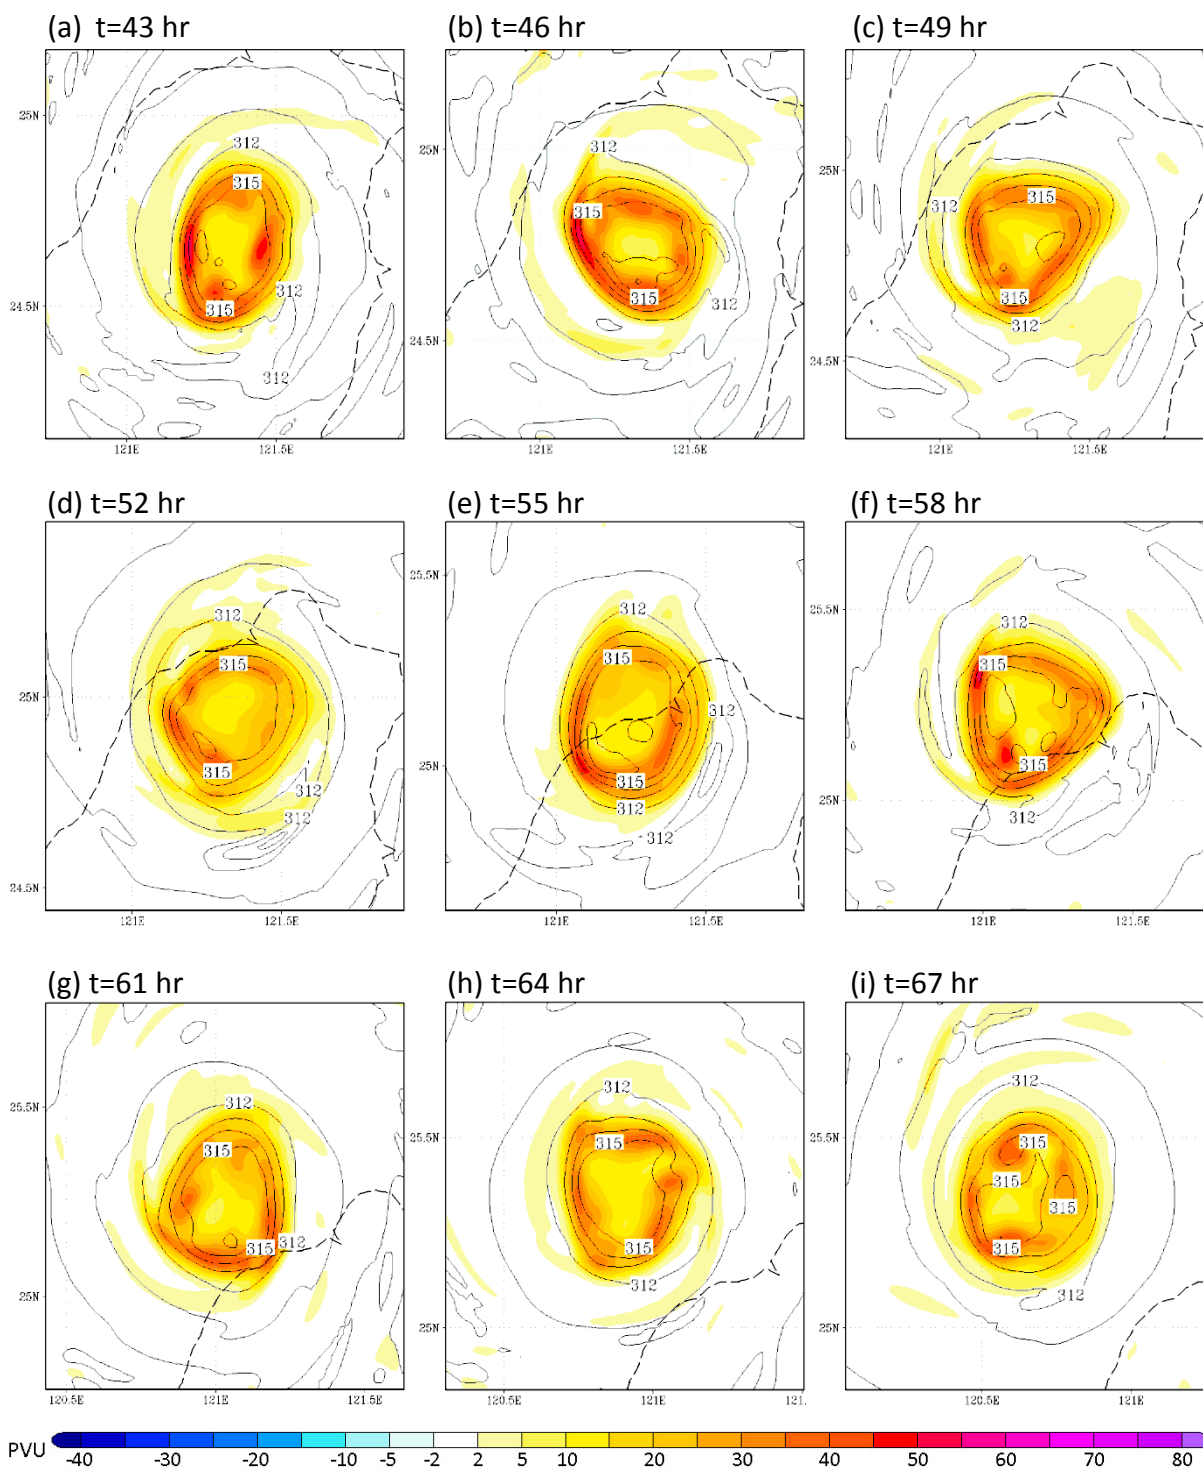 (a) t=43 hr
(b) t=46 hr
(c) t=49 hr
25N
24.5N
312
315
315
312
312
121E
121.5E
25N
24.5N
312
315
315
312
121E
121.5E
25N
24.5N
312
315
315
312
121E
121.5E
(d) t=52 hr
(e) t=55 hr
(f) t=58 hr
25N
24.5N
312
315
315
312
312
121E
121.5E
25.5N
25N
312
315
312
315
312
312
121E
121.5E
25.5N
25N
312
315
315
312
121E
121.5E
(g) t=61 hr
(h) t=64 hr
(i) t=67 hr
25.5N
25N
312
315
312
315
120.5E
121E
121.5E
25.5N
25N
312
315
315
312
120.5E
121E
121.
25.5N
25N
312
315
315
315
315
312
120.5E
121E
PVU -40 -30 -20 -10 -5 -2 2 5 10 20 30 40 50 60 70 80